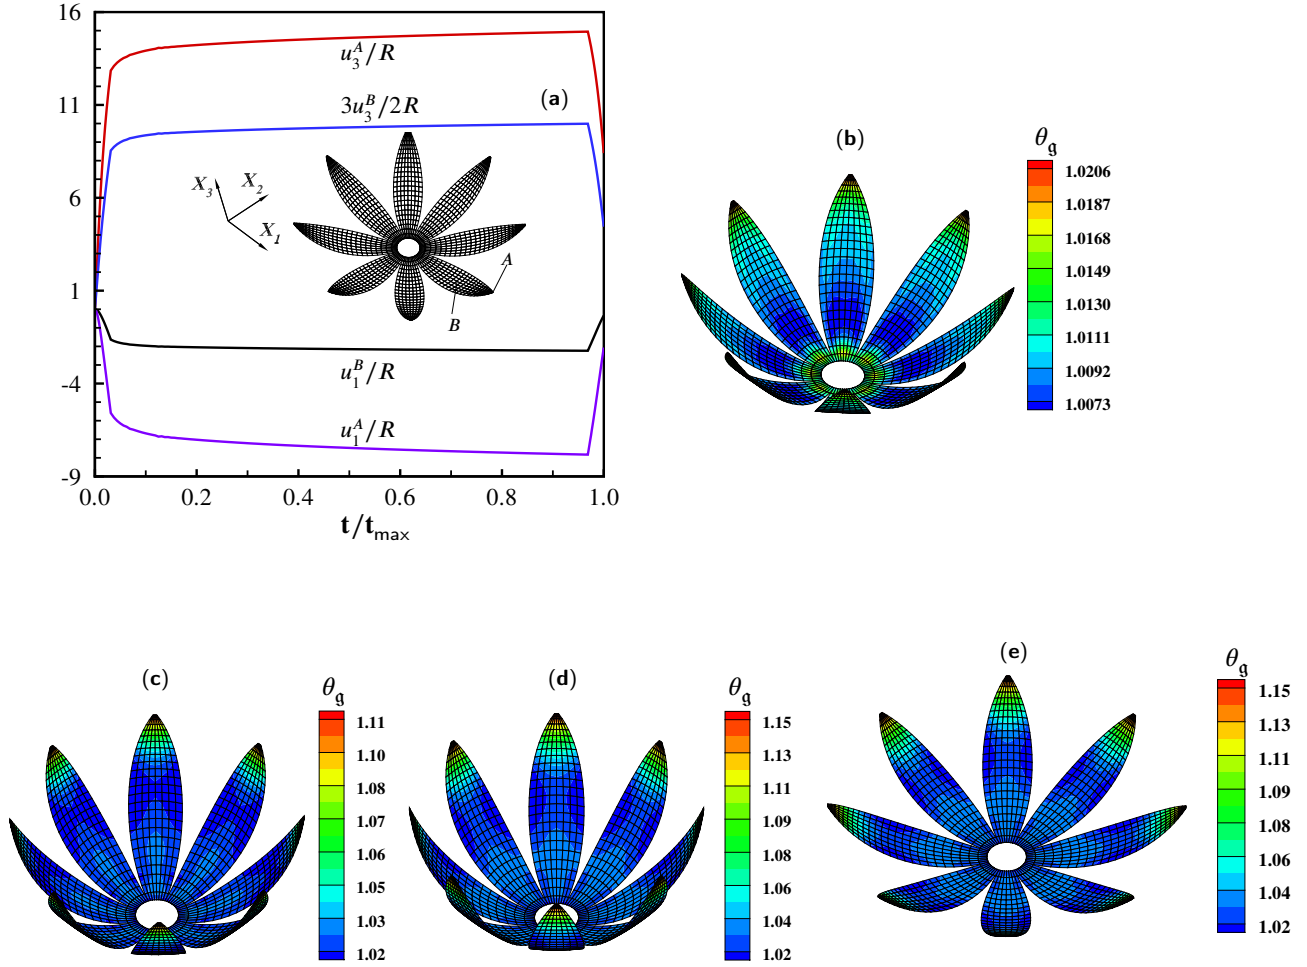 16
11
6
1
-4
-9
0.0 0.2 0.4 0.6 0.8 1.0
t/t_max
u_3^A/R
3u_3^B/2R
(a)
X_3
X_2
X_1
A
B
u_1^B/R
u_1^A/R
(b)
θ_g
1.0206
1.0187
1.0168
1.0149
1.0130
1.0111
1.0092
1.0073
(c)
θ_g
1.11
1.10
1.08
1.07
1.06
1.05
1.03
1.02
(d)
θ_g
1.15
1.13
1.11
1.09
1.08
1.06
1.04
1.02
(e)
θ_g
1.15
1.13
1.11
1.09
1.08
1.06
1.04
1.02